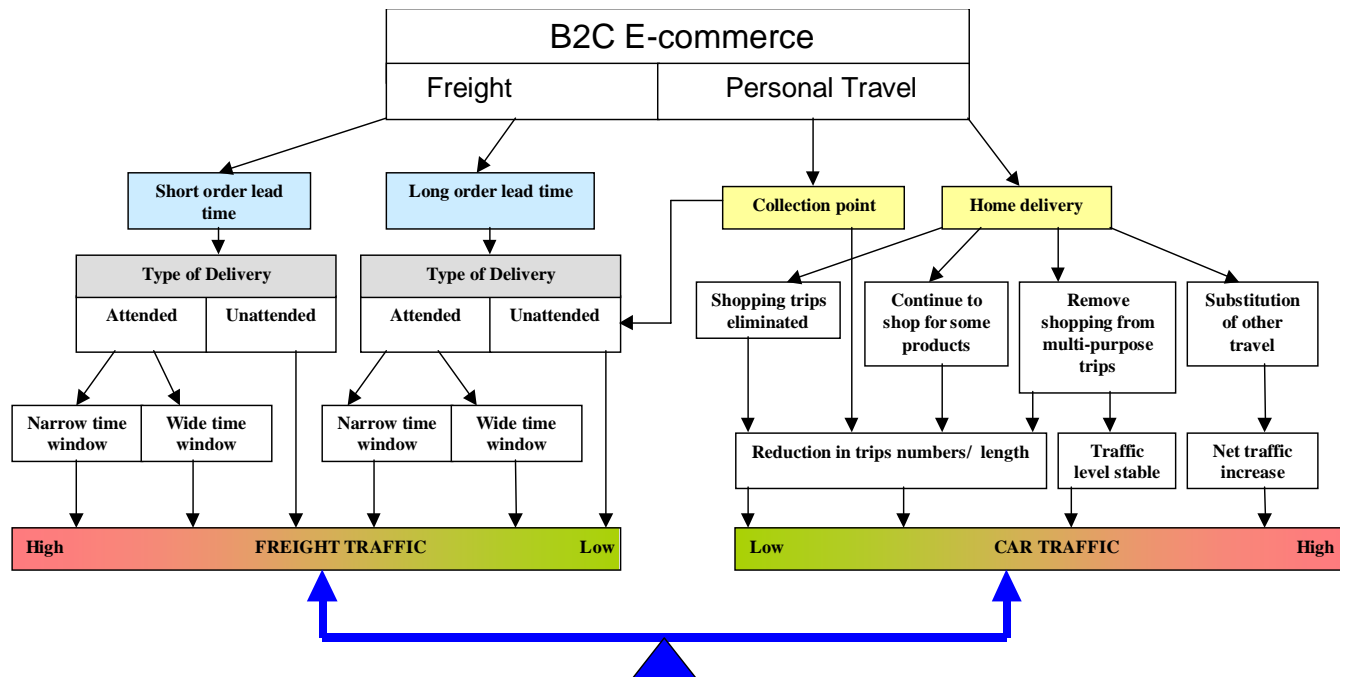 B2C E-commerce
Freight
Personal Travel
Short order lead
time
Long order lead time
Collection point
Home delivery
Type of Delivery
Attended
Unattended
Type of Delivery
Attended
Unattended
Shopping trips
eliminated
Continue to
shop for some
products
Remove
shopping from
multi-purpose
trips
Substitution
of other
travel
Narrow time
window
Wide time
window
Narrow time
window
Wide time
window
Reduction in trips numbers/ length
Traffic
level stable
Net traffic
increase
High
FREIGHT TRAFFIC
Low
Low
CAR TRAFFIC
High